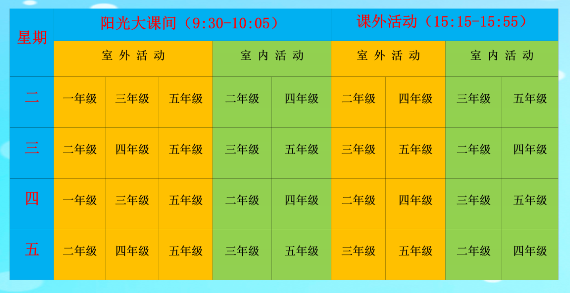 星期 阳光大课间（9:30-10:05） 课外活动（15:15-15:55）
室 外 活 动 室 内 活 动 室 外 活 动 室 内 活 动
二 一年级 三年级 五年级 二年级 四年级 二年级 四年级 三年级 五年级
三 二年级 四年级 五年级 三年级 五年级 三年级 五年级 二年级 四年级
四 一年级 三年级 五年级 二年级 四年级 二年级 四年级 三年级 五年级
五 二年级 四年级 五年级 三年级 五年级 三年级 五年级 二年级 四年级